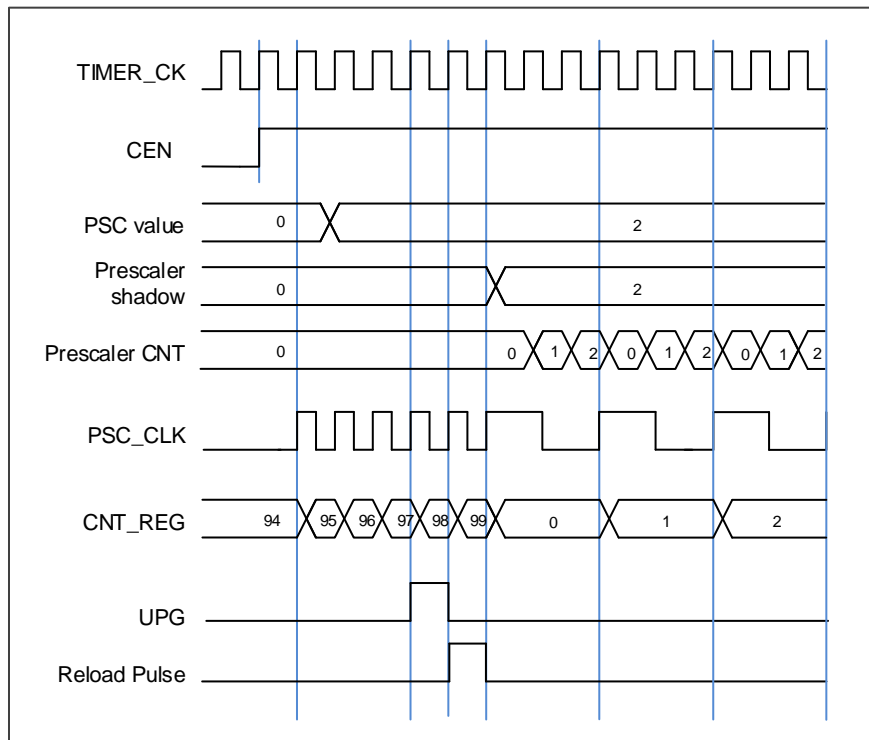 TIMER_CK
CEN
PSC value 0 2
Prescaler
shadow 0 2
Prescaler CNT 0 0 1 2 0 1 2 0 1 2
PSC_CLK
CNT_REG 94 95 96 97 98 99 0 1 2
UPG
Reload Pulse